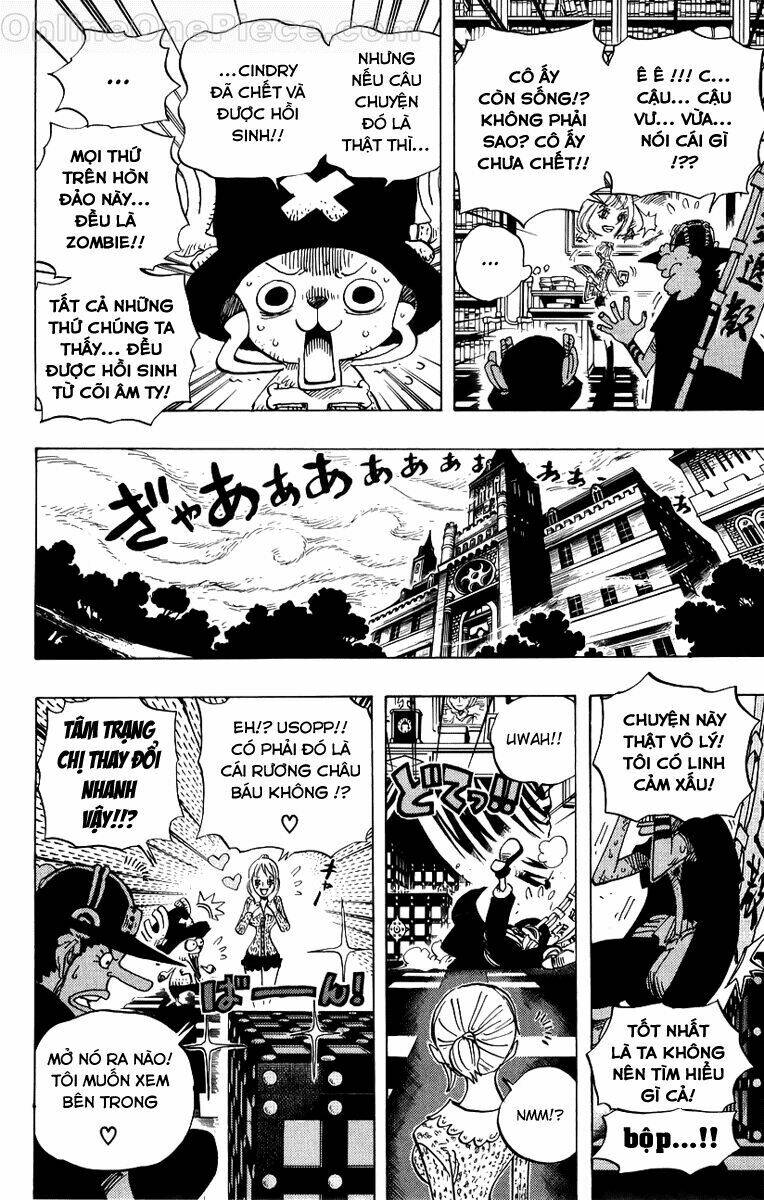 OnlineOnePiece.com
Ê Ê !!! C...
CẬU... CẬU
VƯ... VỪA...
NÓI CÁI GÌ
!??
CÔ ẤY
CÒN SỐNG!?
KHÔNG PHẢI
SAO? CÔ ẤY
CHƯA CHẾT!!
...
NHƯNG
NẾU CÂU
CHUYỆN
ĐÓ LÀ
THẬT THÌ...
...CINDRY
ĐÃ CHẾT VÀ
ĐƯỢC HỒI
SINH!!
...
MỌI THỨ
TRÊN HÒN
ĐẢO NÀY...
ĐỀU LÀ
ZOMBIE!!
TẤT CẢ NHỮNG
THỨ CHÚNG TA
THẤY... ĐỀU
ĐƯỢC HỒI SINH
TỪ CÕI ÂM TY!
ぎゃああああああああ
CHUYỆN NÀY
THẬT VÔ LÝ!
TÔI CÓ LINH
CẢM XẤU!
TỐT NHẤT
LÀ TA KHÔNG
NÊN TÌM HIỂU
GÌ CẢ!
bộp...!!
UWAH!!
どてっ!!
NMM!?
EH!? USOPP!!
CÓ PHẢI ĐÓ LÀ
CÁI RƯƠNG CHÂU
BÁU KHÔNG !?
♡
TÂM TRẠNG
CHỊ THAY ĐỔI
NHANH
VẬY!!?
ばーーん!
MỞ NÓ RA NÀO!
TÔI MUỐN XEM
BÊN TRONG
♡